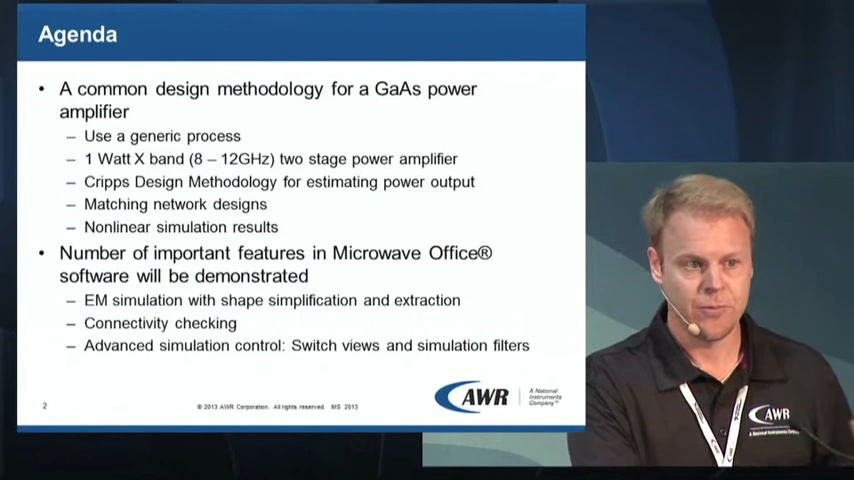 Agenda
• A common design methodology for a GaAs power
amplifier
– Use a generic process
– 1 Watt X band (8 – 12GHz) two stage power amplifier
– Cripps Design Methodology for estimating power output
– Matching network designs
– Nonlinear simulation results
• Number of important features in Microwave Office®
software will be demonstrated
– EM simulation with shape simplification and extraction
– Connectivity checking
– Advanced simulation control: Switch views and simulation filters
2
© 2013 AWR Corporation. All rights reserved. IMS 2013
AWR
A National
Instruments
Company™
AWR
A National Instruments Company